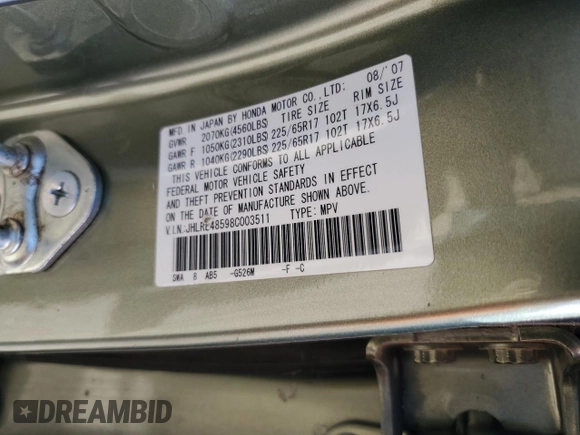 MFD. IN JAPAN BY HONDA MOTOR CO., LTD: 08/'07
GVWR 2070KG(4560LBS TIRE SIZE RIM SIZE
GAWR F 1050KG(2310LBS 225/65R17 102T 17X6.5J
GAWR R 1040KG(2290LBS 225/65R17 102T 17X6.5J
THIS VEHICLE CONFORMS TO ALL APPLICABLE
FEDERAL MOTOR VEHICLE SAFETY
AND THEFT PREVENTION STANDARDS IN EFFECT
ON THE DATE OF MANUFACTURE SHOWN ABOVE.
V.I.N:JHLRE48598C003511 TYPE: MPV
SWA 8 AB5 -G526M -F -C
DREAMBID